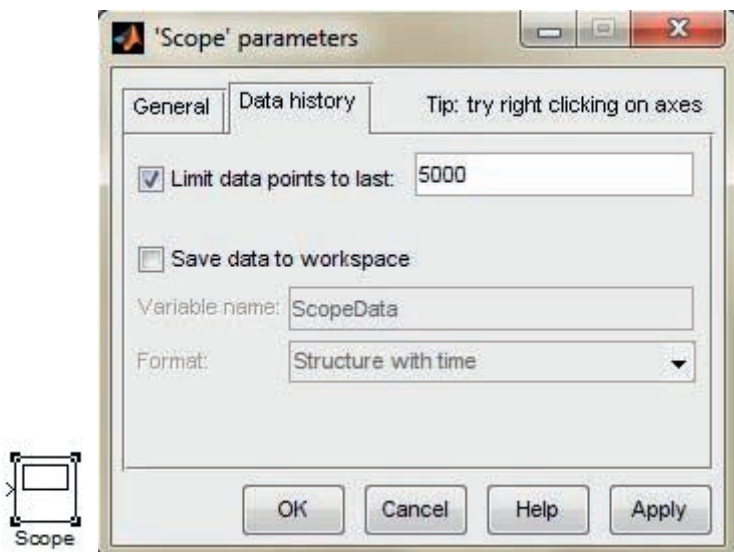 'Scope' parameters
General
Data history
Tip: try right clicking on axes
Limit data points to last: 5000
Save data to workspace
Variable name: ScopeData
Format: Structure with time
OK
Cancel
Help
Apply
Scope